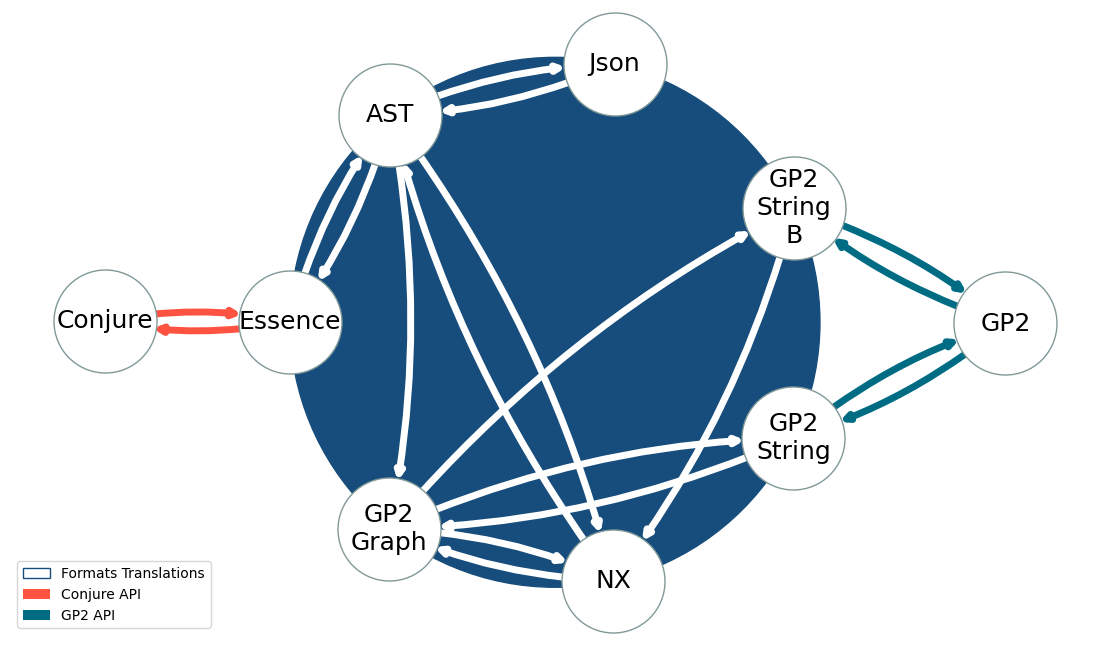 Json
AST
GP2
String
B
Conjure
Essence
GP2
GP2
String
GP2
Graph
NX
Formats Translations
Conjure API
GP2 API